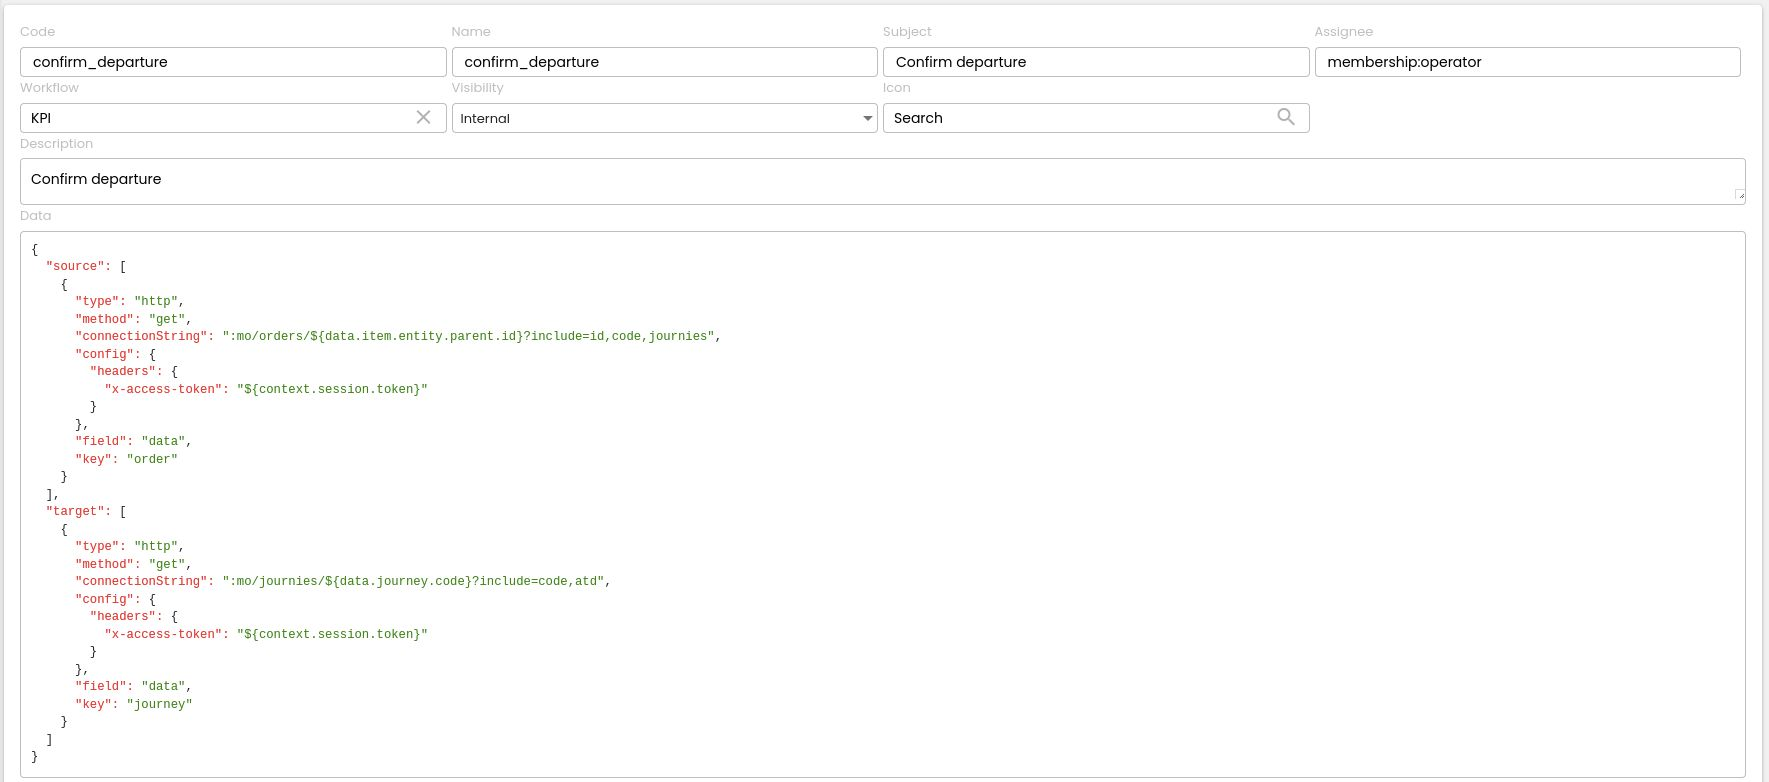 Code Name Subject Assignee
confirm_departure confirm_departure Confirm departure membership:operator
Workflow Visibility Icon
KPI Internal Search
Description
Confirm departure
Data
{
  "source": [
    {
      "type": "http",
      "method": "get",
      "connectionString": ":mo/orders/${data.item.entity.parent.id}?include=id,code,journies",
      "config": {
        "headers": {
          "x-access-token": "${context.session.token}"
        }
      },
      "field": "data",
      "key": "order"
    }
  ],
  "target": [
    {
      "type": "http",
      "method": "get",
      "connectionString": ":mo/journies/${data.journey.code}?include=code,atd",
      "config": {
        "headers": {
          "x-access-token": "${context.session.token}"
        }
      },
      "field": "data",
      "key": "journey"
    }
  ]
}